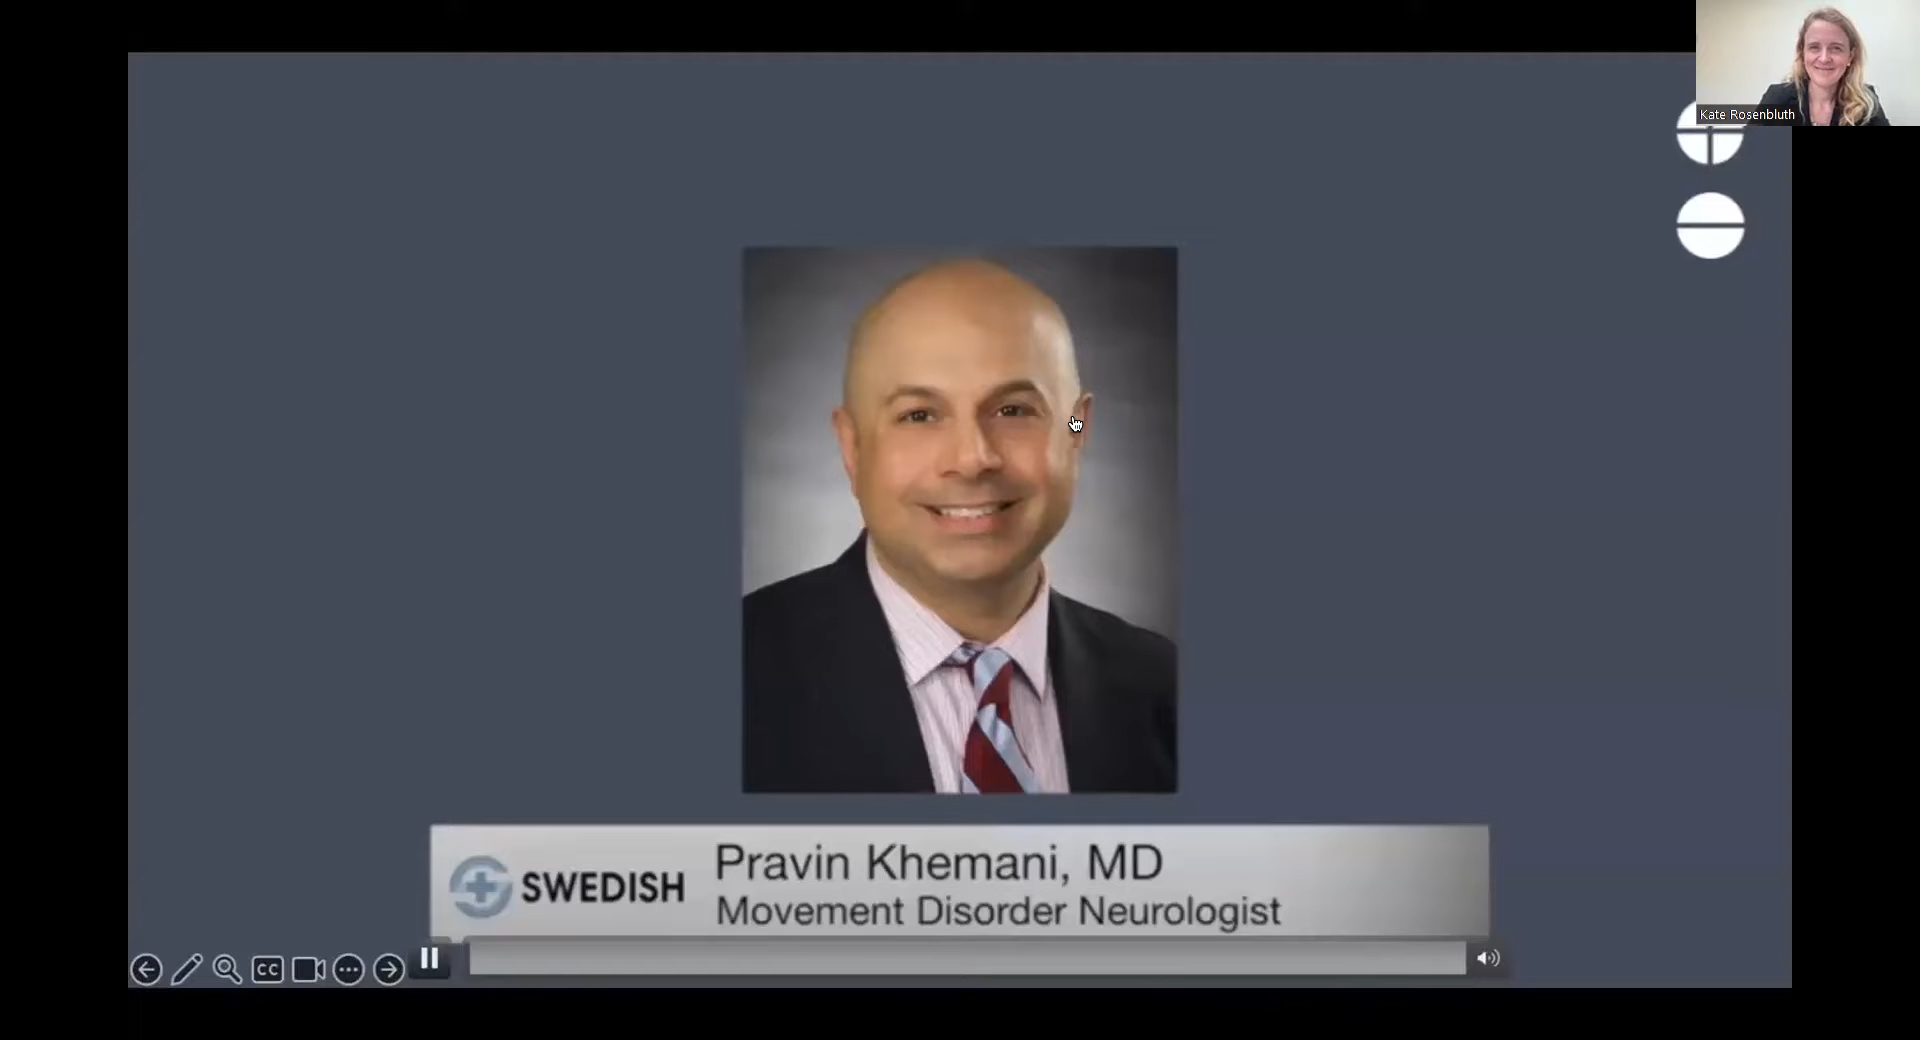 Kate Rosenbluth
SWEDISH
Pravin Khemani, MD
Movement Disorder Neurologist
CC